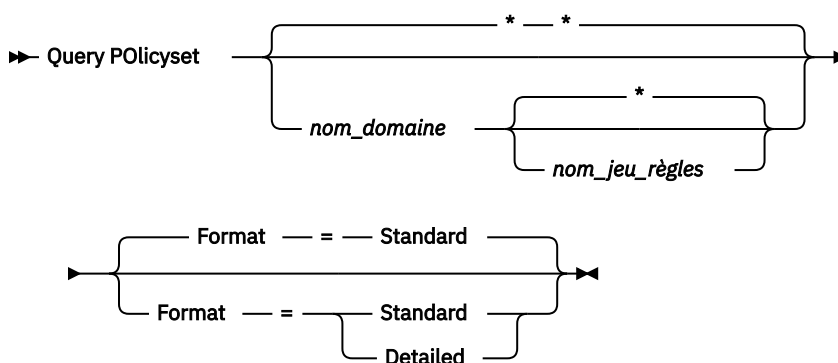 * *
Query POlicyset
*
nom_domaine
nom_jeu_règles
Format = Standard
Format = Standard
Detailed